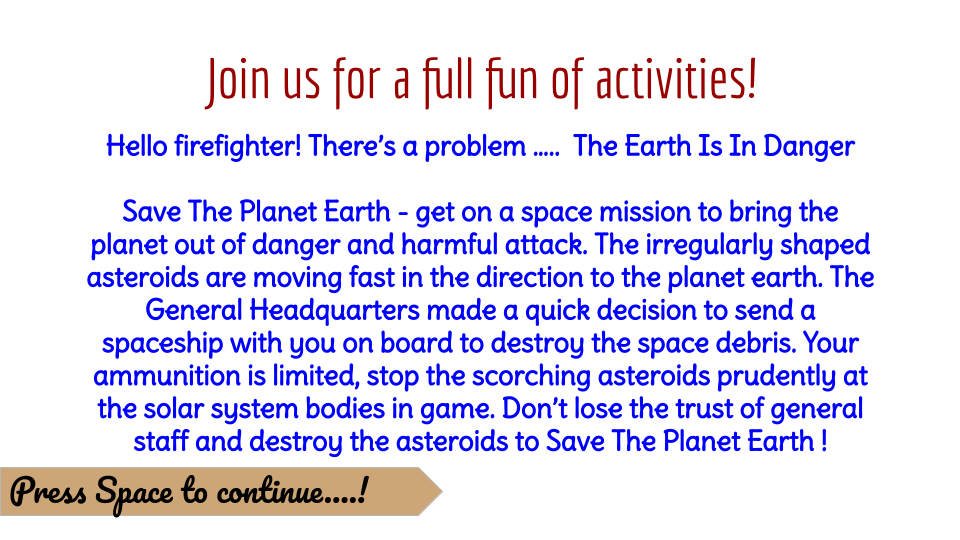 Join us for a full fun of activities!
Hello firefighter! There's a problem ..... The Earth Is In Danger
Save The Planet Earth - get on a space mission to bring the
planet out of danger and harmful attack. The irregularly shaped
asteroids are moving fast in the direction to the planet earth. The
General Headquarters made a quick decision to send a
spaceship with you on board to destroy the space debris. Your
ammunition is limited, stop the scorching asteroids prudently at
the solar system bodies in game. Don't lose the trust of general
staff and destroy the asteroids to Save The Planet Earth !
Press Space to continue....!